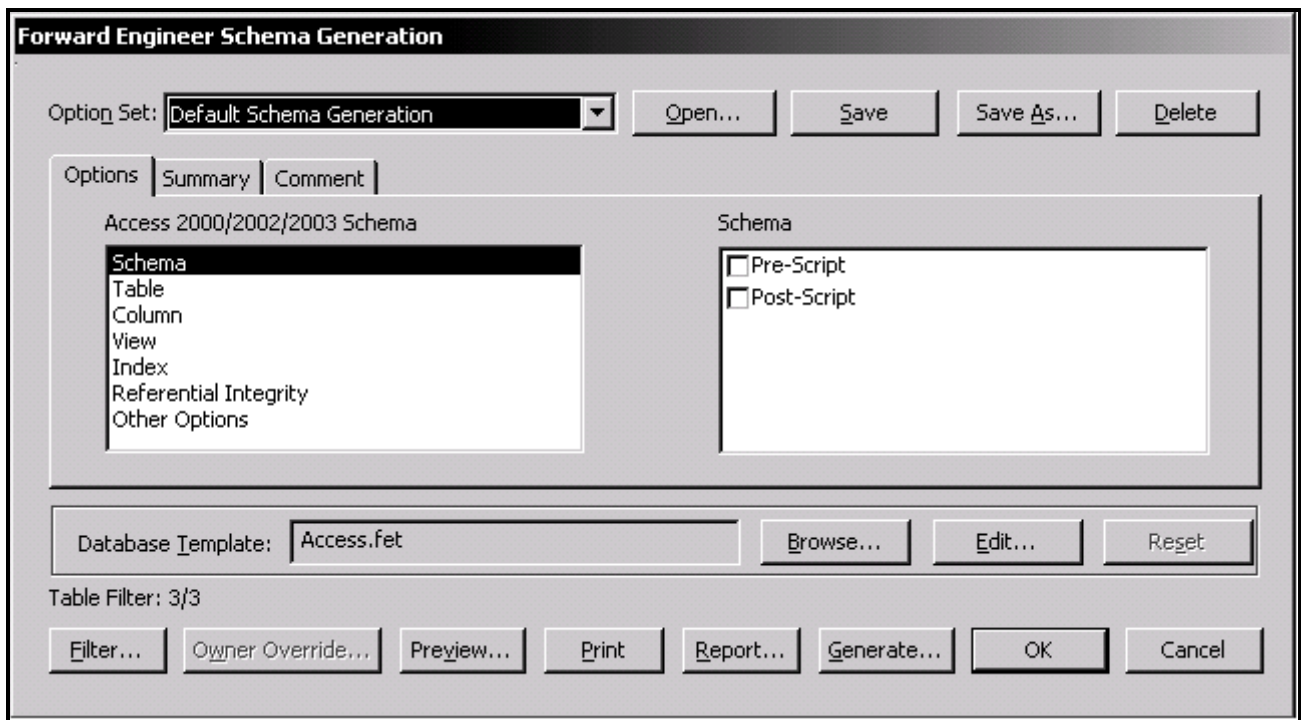 Forward Engineer Schema Generation
Option Set: Default Schema Generation Open... Save Save As... Delete
Options Summary Comment
Access 2000/2002/2003 Schema Schema
Schema
Table
Column
View
Index
Referential Integrity
Other Options
Pre-Script
Post-Script
Database Template: Access.fet Browse... Edit... Reset
Table Filter: 3/3
Filter... Owner Override... Preview... Print Report... Generate... OK Cancel